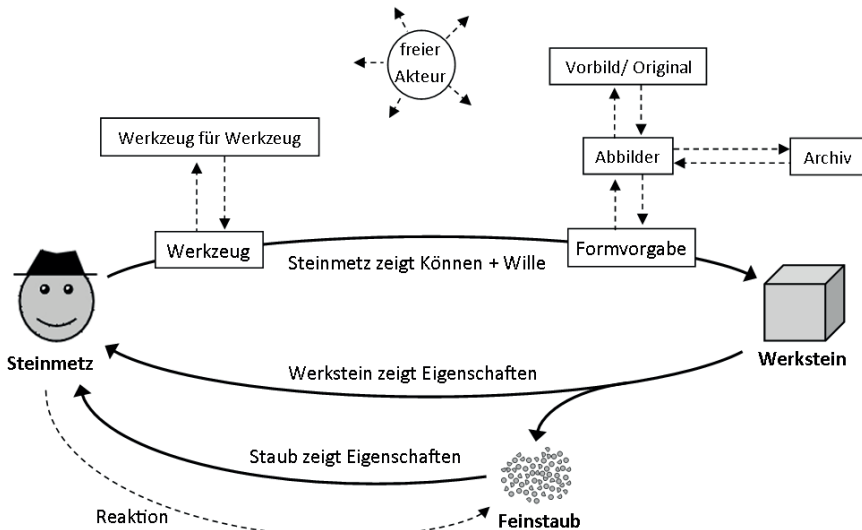 freier
Akteur
Vorbild/ Original
Werkzeug für Werkzeug
Abbilder
Archiv
Werkzeug
Formvorgabe
Steinmetz zeigt Können + Wille
Steinmetz
Werkstein
Werkstein zeigt Eigenschaften
Staub zeigt Eigenschaften
Reaktion
Feinstaub